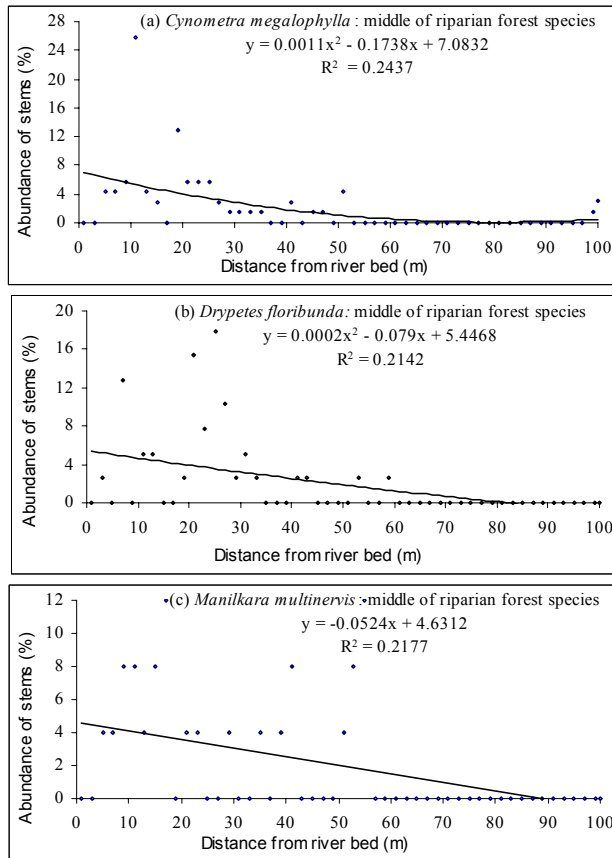 (a) Cynometra megalophylla : middle of riparian forest species
y = 0.0011x² - 0.1738x + 7.0832
R² = 0.2437
Abundance of stems (%)
28
24
20
16
12
8
4
0
0 10 20 30 40 50 60 70 80 90 100
Distance from river bed (m)
(b) Drypetes floribunda: middle of riparian forest species
y = 0.0002x² - 0.079x + 5.4468
R² = 0.2142
Abundance of stems (%)
20
16
12
8
4
0
0 10 20 30 40 50 60 70 80 90 100
Distance from river bed (m)
(c) Manilkara multinervis : middle of riparian forest species
y = -0.0524x + 4.6312
R² = 0.2177
Abundance of stems (%)
12
10
8
6
4
2
0
0 10 20 30 40 50 60 70 80 90 100
Distance from river bed (m)